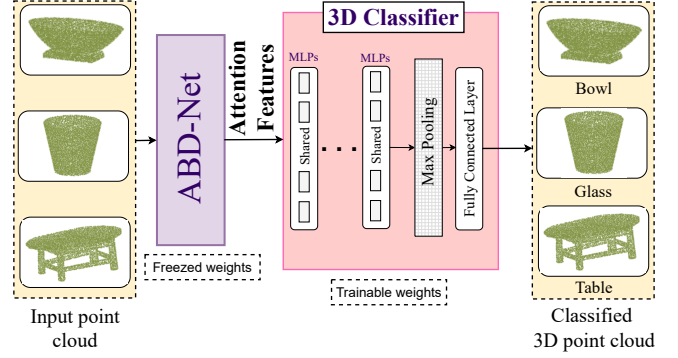 3D Classifier
ABD-Net
Attention
Features
MLPs
Shared
. . .
MLPs
Shared
Max Pooling
Fully Connected Layer
Bowl
Glass
Table
Freezed weights
Trainable weights
Input point
cloud
Classified
3D point cloud